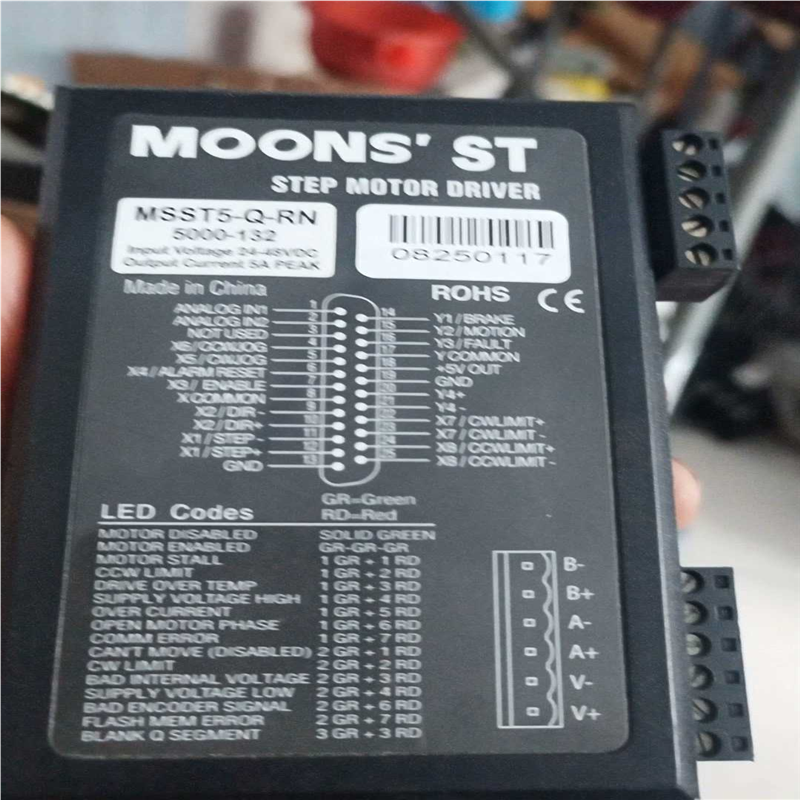 MOONS' ST
STEP MOTOR DRIVER
MSST5-Q-RN
5000-132
Input Voltage 24-48VDC
Output Current 5A PEAK
08250117
Made in China
ROHS CE
ANALOG IN1 1
ANALOG IN2 2
NOT USED 3
X6 / CCWJOG 4
X5 / CWJOG 5
X4 / ALARM RESET 6
X3 / ENABLE 7
X COMMON 8
X2 / DIR - 9
X2 / DIR+ 10
X1 / STEP - 11
X1 / STEP+ 12
GND 13
14 Y1 / BRAKE
15 Y2 / MOTION
16 Y3 / FAULT
17 Y COMMON
18 +5V OUT
19 GND
20 Y4+
21 Y4 -
22 X7 / CWLIMIT+
23 X7 / CWLIMIT -
24 X8 / CCWLIMIT+
25 X8 / CCWLIMIT -
GR=Green
LED Codes RD=Red
MOTOR DISABLED SOLID GREEN
MOTOR ENABLED GR-GR-GR
MOTOR STALL 1 GR + 1 RD
CCW LIMIT 1 GR + 2 RD
DRIVE OVER TEMP 1 GR + 3 RD
SUPPLY VOLTAGE HIGH 1 GR + 4 RD
OVER CURRENT 1 GR + 5 RD
OPEN MOTOR PHASE 1 GR + 6 RD
COMM ERROR 1 GR + 7 RD
CAN'T MOVE (DISABLED) 2 GR + 1 RD
CW LIMIT 2 GR + 2 RD
BAD INTERNAL VOLTAGE 2 GR + 3 RD
SUPPLY VOLTAGE LOW 2 GR + 4 RD
BAD ENCODER SIGNAL 2 GR + 6 RD
FLASH MEM ERROR 2 GR + 7 RD
BLANK Q SEGMENT 3 GR + 3 RD
B-
B+
A-
A+
V-
V+